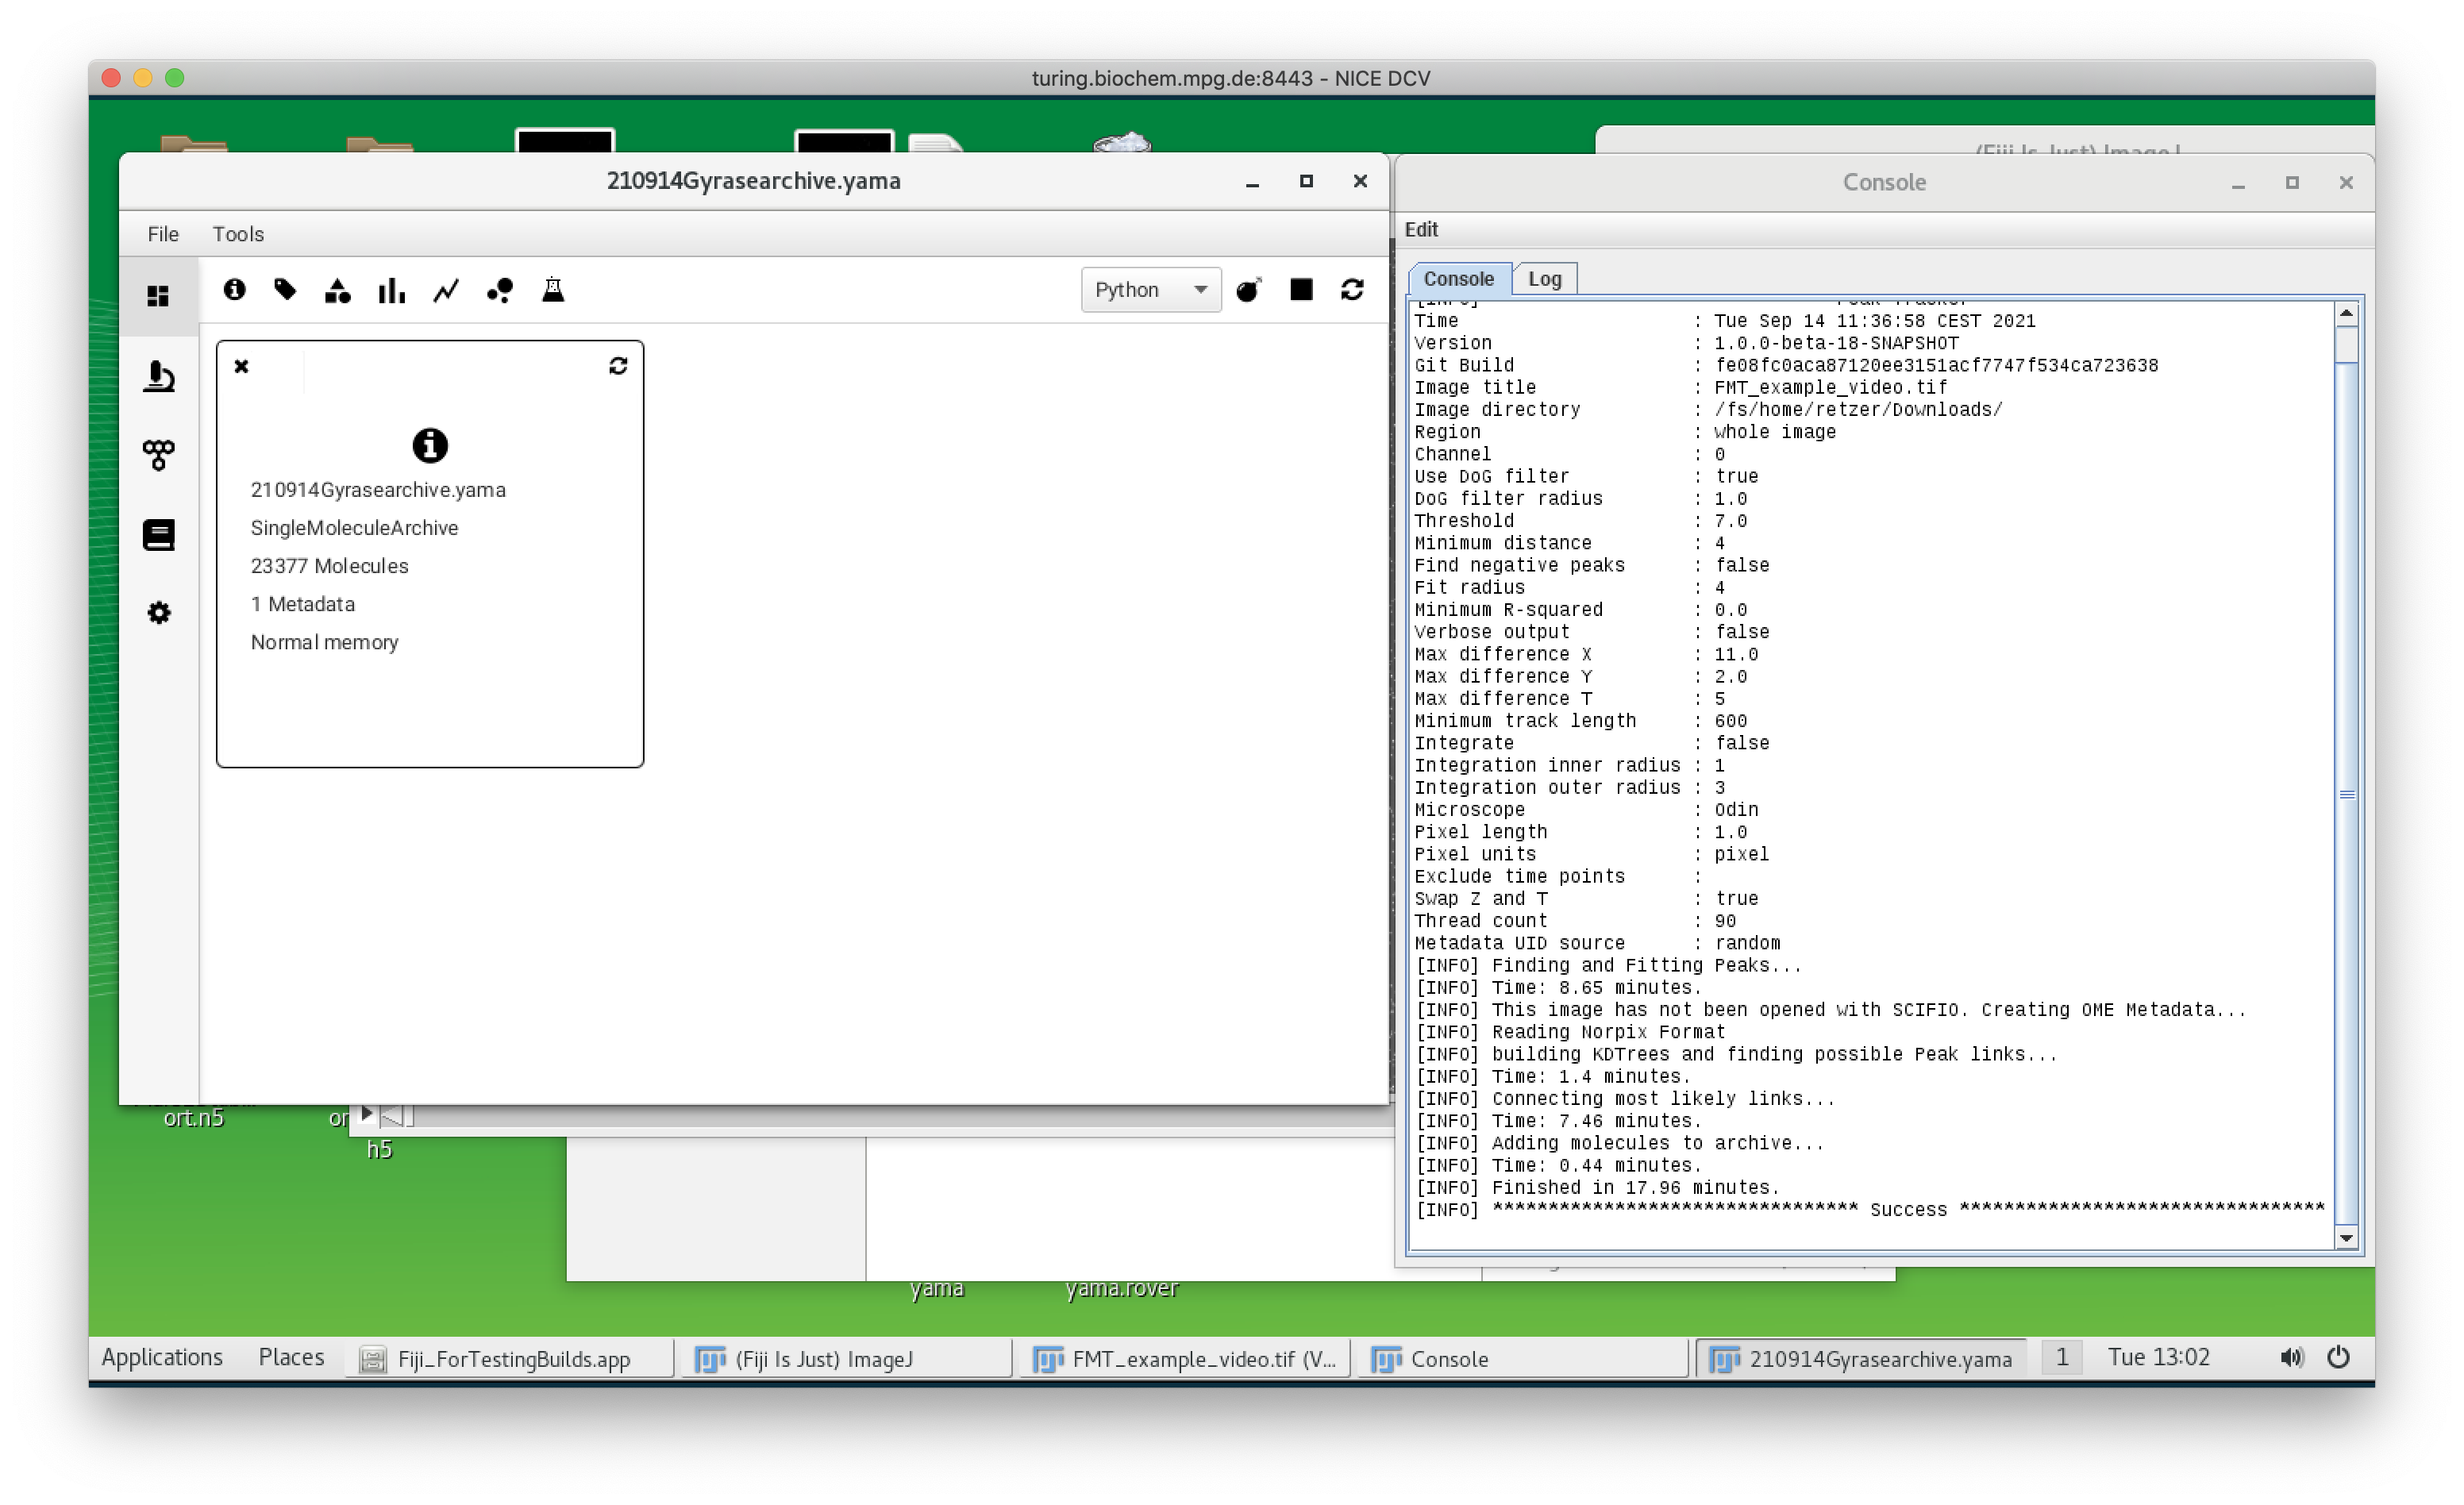 turing.biochem.mpg.de:8443 - NICE DCV
210914Gyrasearchive.yama
File Tools
Python
210914Gyrasearchive.yama
SingleMoleculeArchive
23377 Molecules
1 Metadata
Normal memory
(Fiji Is Just) ImageJ
Console
Edit
Console Log
[INFO] Peak Tracker
Time : Tue Sep 14 11:36:58 CEST 2021
Version : 1.0.0-beta-18-SNAPSHOT
Git Build : fe08fc0aca87120ee3151acf7747f534ca723638
Image title : FMT_example_video.tif
Image directory : /fs/home/retzer/Downloads/
Region : whole image
Channel : 0
Use DoG filter : true
DoG filter radius : 1.0
Threshold : 7.0
Minimum distance : 4
Find negative peaks : false
Fit radius : 4
Minimum R-squared : 0.0
Verbose output : false
Max difference X : 11.0
Max difference Y : 2.0
Max difference T : 5
Minimum track length : 600
Integrate : false
Integration inner radius : 1
Integration outer radius : 3
Microscope : Odin
Pixel length : 1.0
Pixel units : pixel
Exclude time points :
Swap Z and T : true
Thread count : 90
Metadata UID source : random
[INFO] Finding and Fitting Peaks...
[INFO] Time: 8.65 minutes.
[INFO] This image has not been opened with SCIFIO. Creating OME Metadata...
[INFO] Reading Norpix Format
[INFO] building KDTrees and finding possible Peak links...
[INFO] Time: 1.4 minutes.
[INFO] Connecting most likely links...
[INFO] Time: 7.46 minutes.
[INFO] Adding molecules to archive...
[INFO] Time: 0.44 minutes.
[INFO] Finished in 17.96 minutes.
[INFO] ********************************* Success *********************************
ort.n5
or
h5
yama
yama.rover
Applications Places Fiji_ForTestingBuilds.app (Fiji Is Just) ImageJ FMT_example_video.tif (V... Console 210914Gyrasearchive.yama 1 Tue 13:02